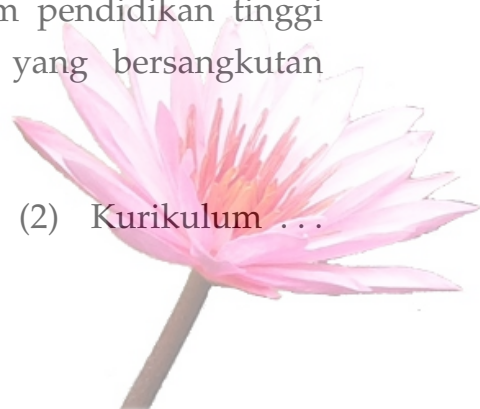 pendidikan tinggi
yang bersangkutan
(2) Kurikulum . . .